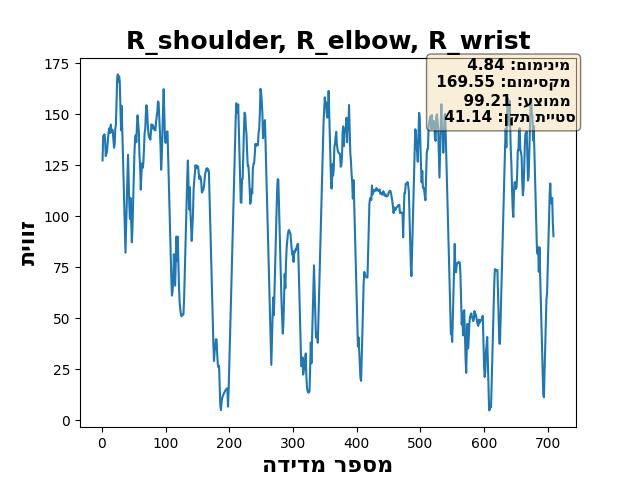 R_shoulder, R_elbow, R_wrist
מינימום: 4.84
מקסימום: 169.55
ממוצע: 99.21
סטיית תקן: 41.14
175
150
125
100
75
50
25
0
זווית
0 100 200 300 400 500 600 700
מספר מדידה